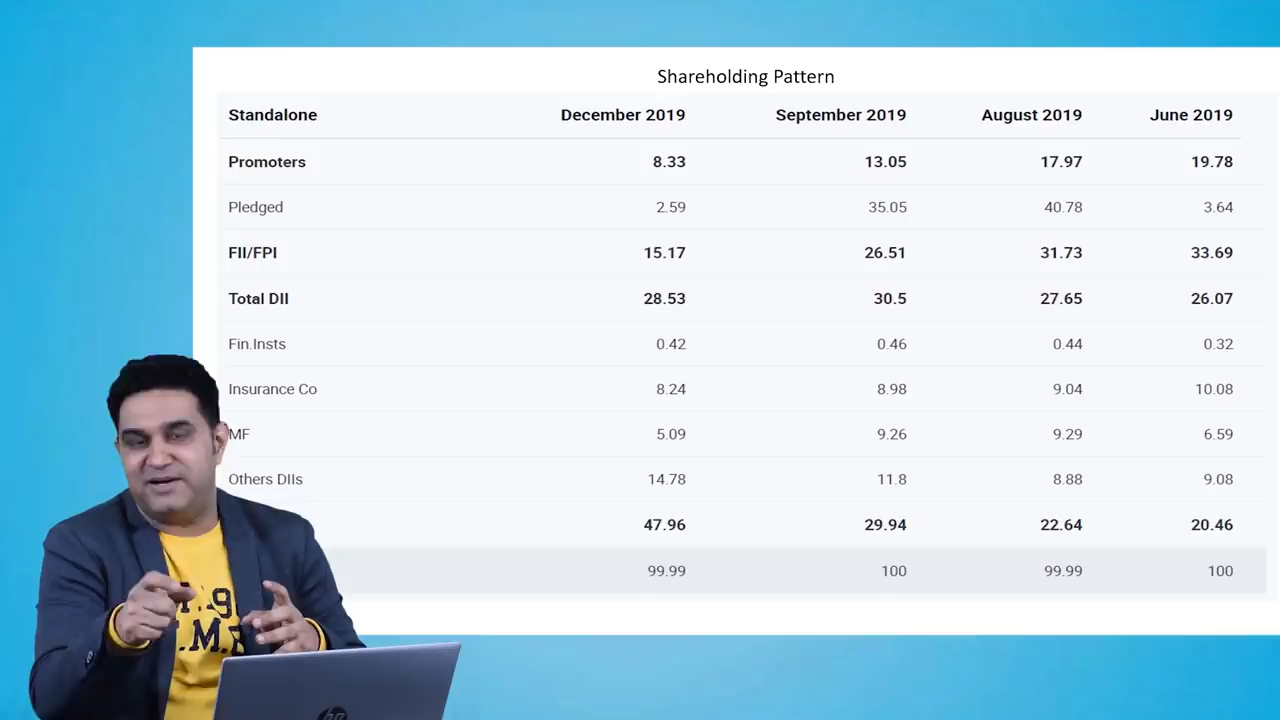 Shareholding Pattern
Standalone December 2019 September 2019 August 2019 June 2019
Promoters 8.33 13.05 17.97 19.78
Pledged 2.59 35.05 40.78 3.64
FII/FPI 15.17 26.51 31.73 33.69
Total DII 28.53 30.5 27.65 26.07
Fin.Insts 0.42 0.46 0.44 0.32
Insurance Co 8.24 8.98 9.04 10.08
MF 5.09 9.26 9.29 6.59
Others DIIs 14.78 11.8 8.88 9.08
47.96 29.94 22.64 20.46
99.99 100 99.99 100
hp